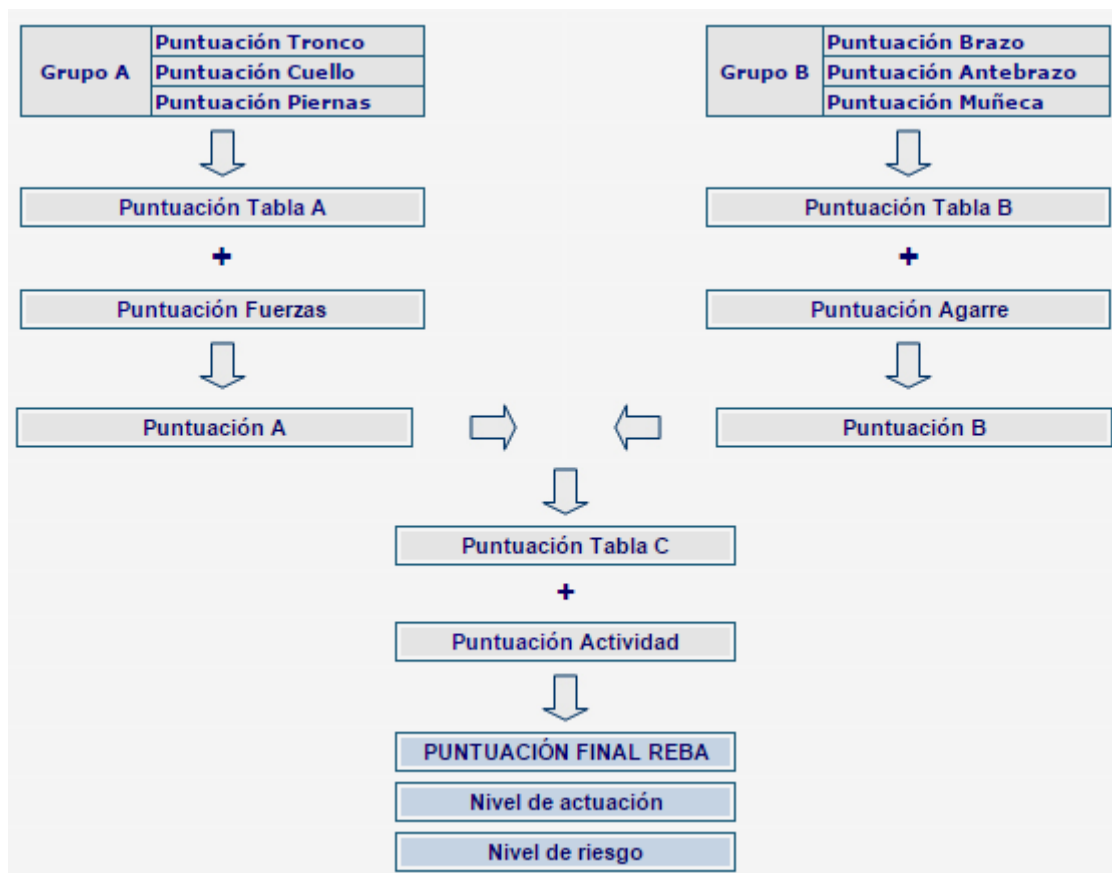 Grupo A
Puntuación Tronco
Puntuación Cuello
Puntuación Piernas
Grupo B
Puntuación Brazo
Puntuación Antebrazo
Puntuación Muñeca
Puntuación Tabla A
Puntuación Tabla B
+
+
Puntuación Fuerzas
Puntuación Agarre
Puntuación A
Puntuación B
Puntuación Tabla C
+
Puntuación Actividad
PUNTUACIÓN FINAL REBA
Nivel de actuación
Nivel de riesgo